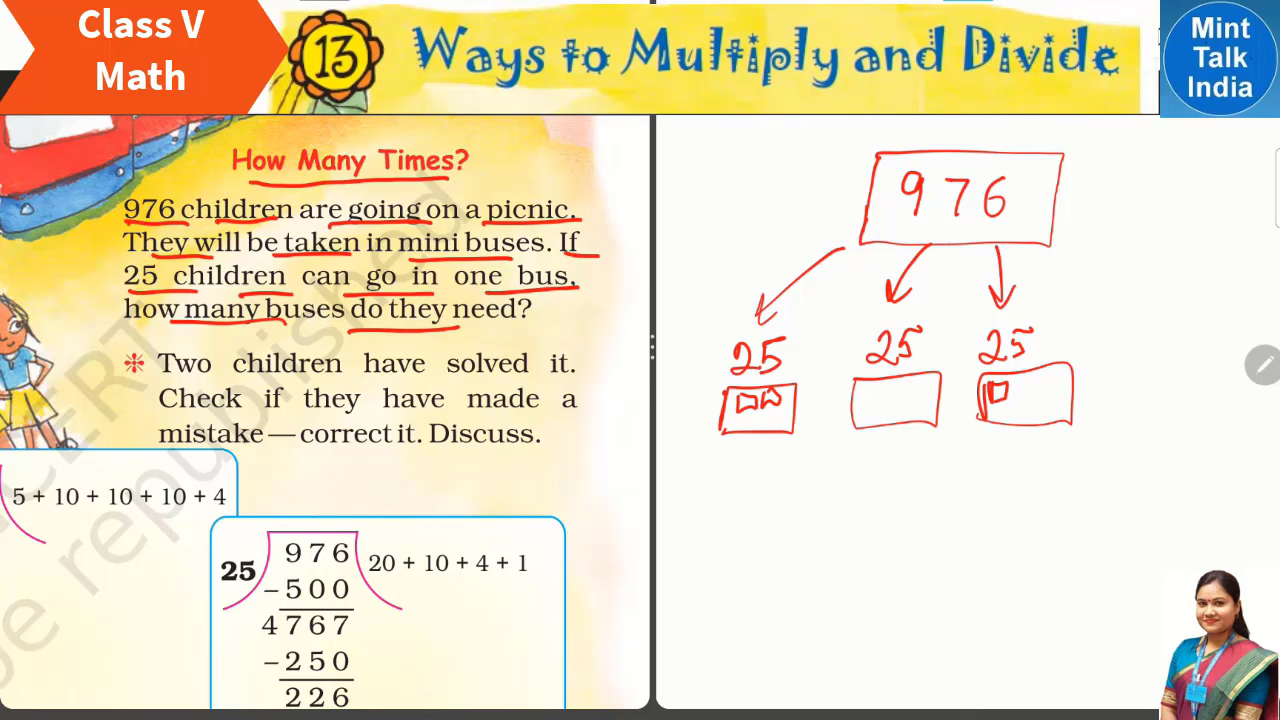 Class V
Math
13
Ways to Multiply and Divide
Mint
Talk
India
How Many Times?
976 children are going on a picnic.
They will be taken in mini buses. If
25 children can go in one bus,
how many buses do they need?
❉ Two children have solved it.
Check if they have made a
mistake — correct it. Discuss.
5 + 10 + 10 + 10 + 4
25 976 20 + 10 + 4 + 1
– 500
4767
– 250
226
976
25 25 25